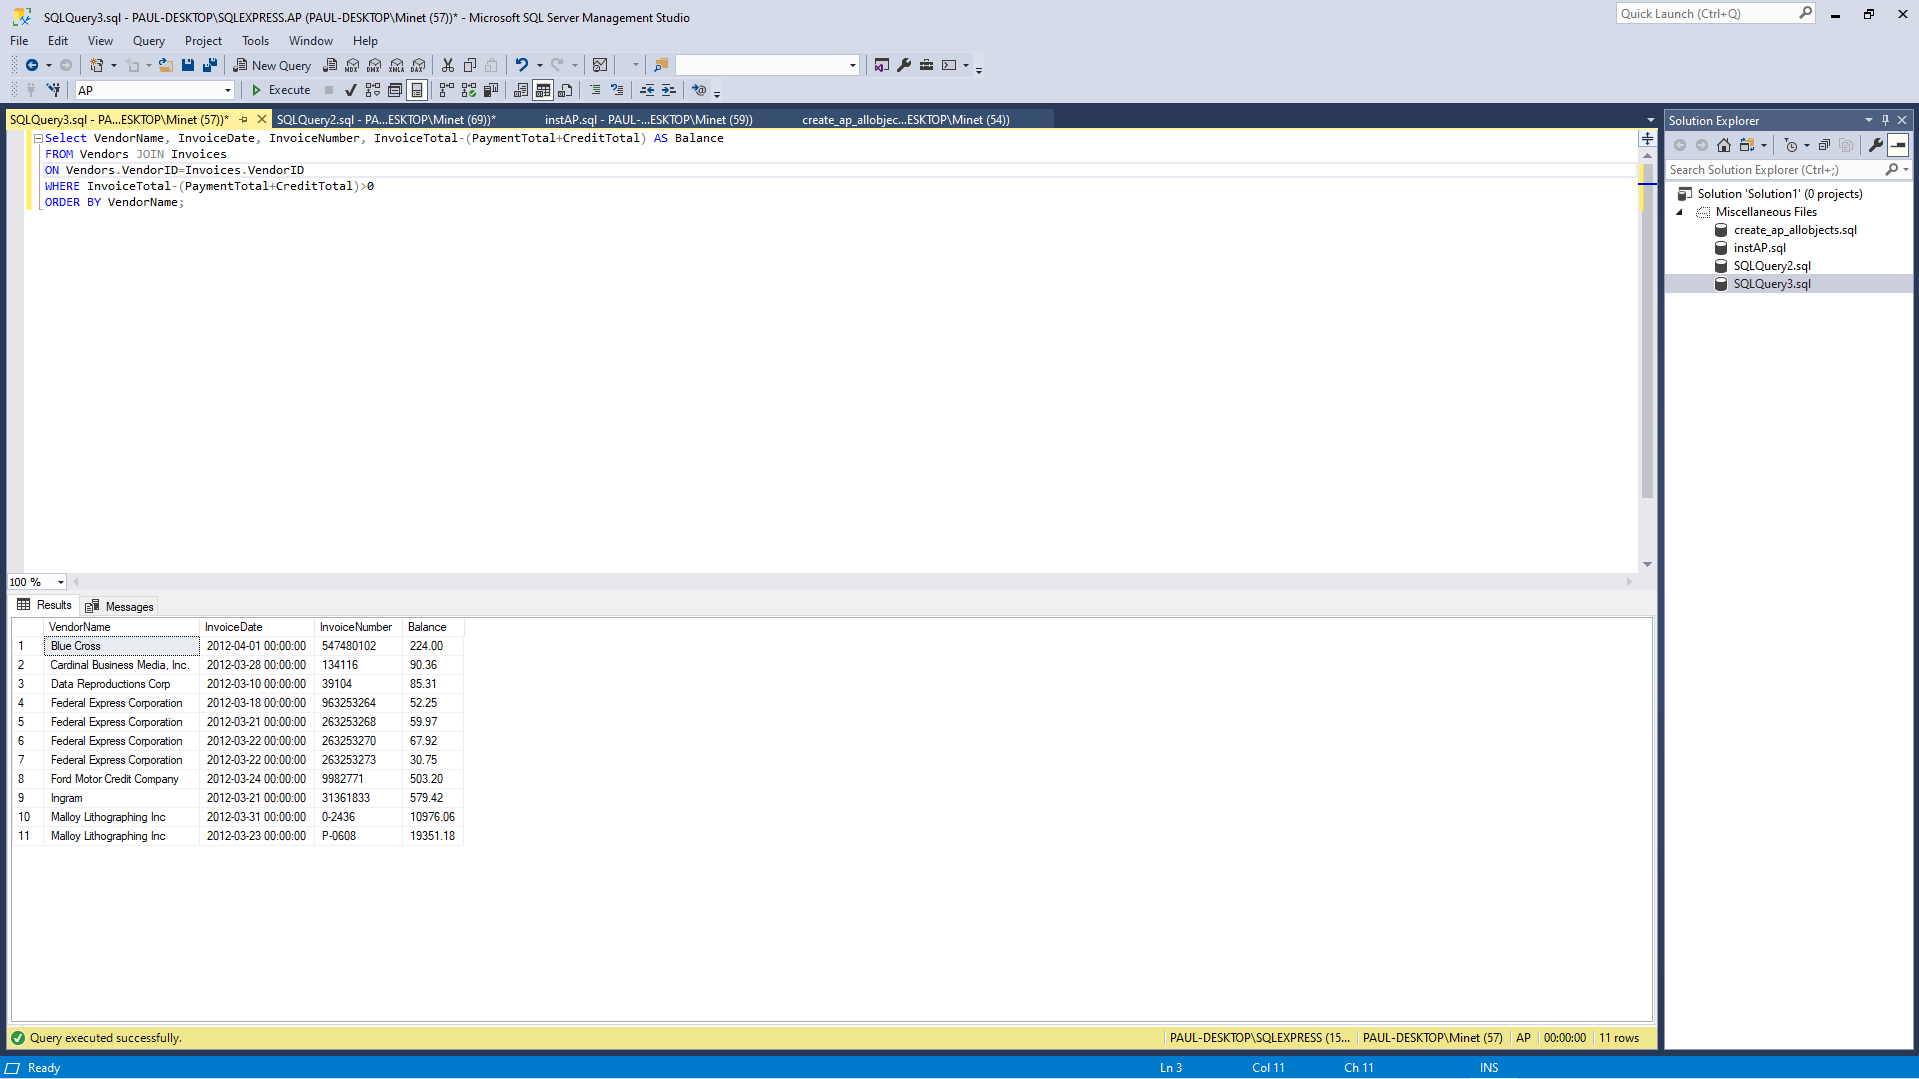 SQLQuery3.sql - PAUL-DESKTOP\SQLEXPRESS.AP (PAUL-DESKTOP\Minet (57))* - Microsoft SQL Server Management Studio
Quick Launch (Ctrl+Q)
File Edit View Query Project Tools Window Help
New Query MDX DMX XMLA DAX
AP Execute
SQLQuery3.sql - PA...ESKTOP\Minet (57))* SQLQuery2.sql - PA...ESKTOP\Minet (69))* instAP.sql - PAUL-...ESKTOP\Minet (59)) create_ap_allobjec...ESKTOP\Minet (54))
Select VendorName, InvoiceDate, InvoiceNumber, InvoiceTotal-(PaymentTotal+CreditTotal) AS Balance
FROM Vendors JOIN Invoices
ON Vendors.VendorID=Invoices.VendorID
WHERE InvoiceTotal-(PaymentTotal+CreditTotal)>0
ORDER BY VendorName;
100 %
Results Messages
VendorName InvoiceDate InvoiceNumber Balance
1 Blue Cross 2012-04-01 00:00:00 547480102 224.00
2 Cardinal Business Media, Inc. 2012-03-28 00:00:00 134116 90.36
3 Data Reproductions Corp 2012-03-10 00:00:00 39104 85.31
4 Federal Express Corporation 2012-03-18 00:00:00 963253264 52.25
5 Federal Express Corporation 2012-03-21 00:00:00 263253268 59.97
6 Federal Express Corporation 2012-03-22 00:00:00 263253270 67.92
7 Federal Express Corporation 2012-03-22 00:00:00 263253273 30.75
8 Ford Motor Credit Company 2012-03-24 00:00:00 9982771 503.20
9 Ingram 2012-03-21 00:00:00 31361833 579.42
10 Malloy Lithographing Inc 2012-03-31 00:00:00 0-2436 10976.06
11 Malloy Lithographing Inc 2012-03-23 00:00:00 P-0608 19351.18
Query executed successfully. PAUL-DESKTOP\SQLEXPRESS (15... PAUL-DESKTOP\Minet (57) AP 00:00:00 11 rows
Solution Explorer
Search Solution Explorer (Ctrl+;)
Solution 'Solution1' (0 projects)
Miscellaneous Files
create_ap_allobjects.sql
instAP.sql
SQLQuery2.sql
SQLQuery3.sql
Ready Ln 3 Col 11 Ch 11 INS